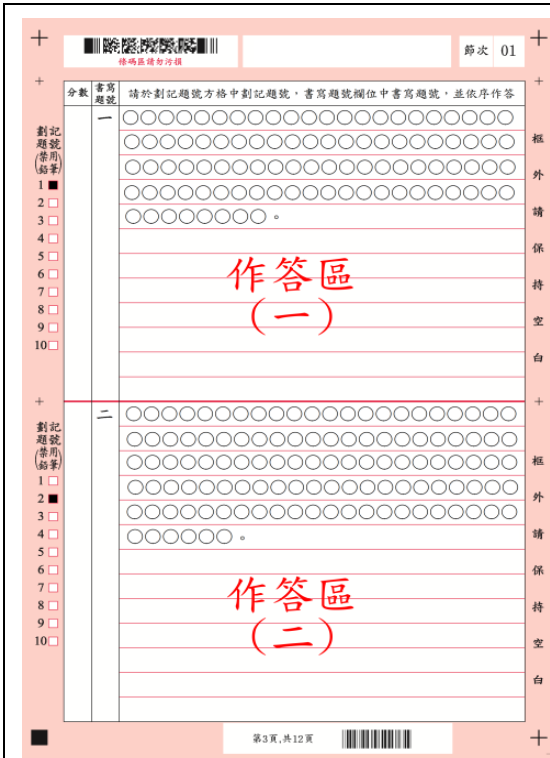 條碼區請勿污損
節次 01
分數 書寫題號 請於劃記題號方格中劃記題號，書寫題號欄位中書寫題號，並依序作答
劃記題號
(禁用鉛筆)
一 ○○○○○○○○○○○○○○○○○○○○○○
○○○○○○○○○○○○○○○○○○○○○○
○○○○○○○○○○○○○○○○○○○○○○
○○○○○○○○○○○○○○○○○○○○○○
○○○○○○○○。
1 ■
2 □
3 □
4 □
5 □
6 □
7 □
8 □
9 □
10 □
作答區
(一)
框外請保持空白
劃記題號
(禁用鉛筆)
二 ○○○○○○○○○○○○○○○○○○○○○○
○○○○○○○○○○○○○○○○○○○○○○
○○○○○○○○○○○○○○○○○○○○○○
○○○○○○○○○○○○○○○○○○○○○○
○○○○○○○○○○○○○○○○○○○○○○
○○○○○○。
1 □
2 ■
3 □
4 □
5 □
6 □
7 □
8 □
9 □
10 □
作答區
(二)
框外請保持空白
第3頁,共12頁